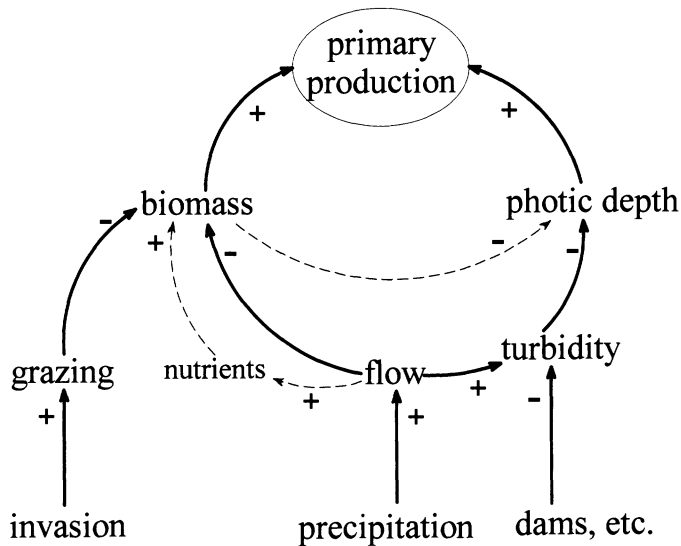 primary
production
+
+
biomass
photic depth
-
+
-
-
-
turbidity
grazing
nutrients
flow
+
+
+
+
-
invasion
precipitation
dams, etc.